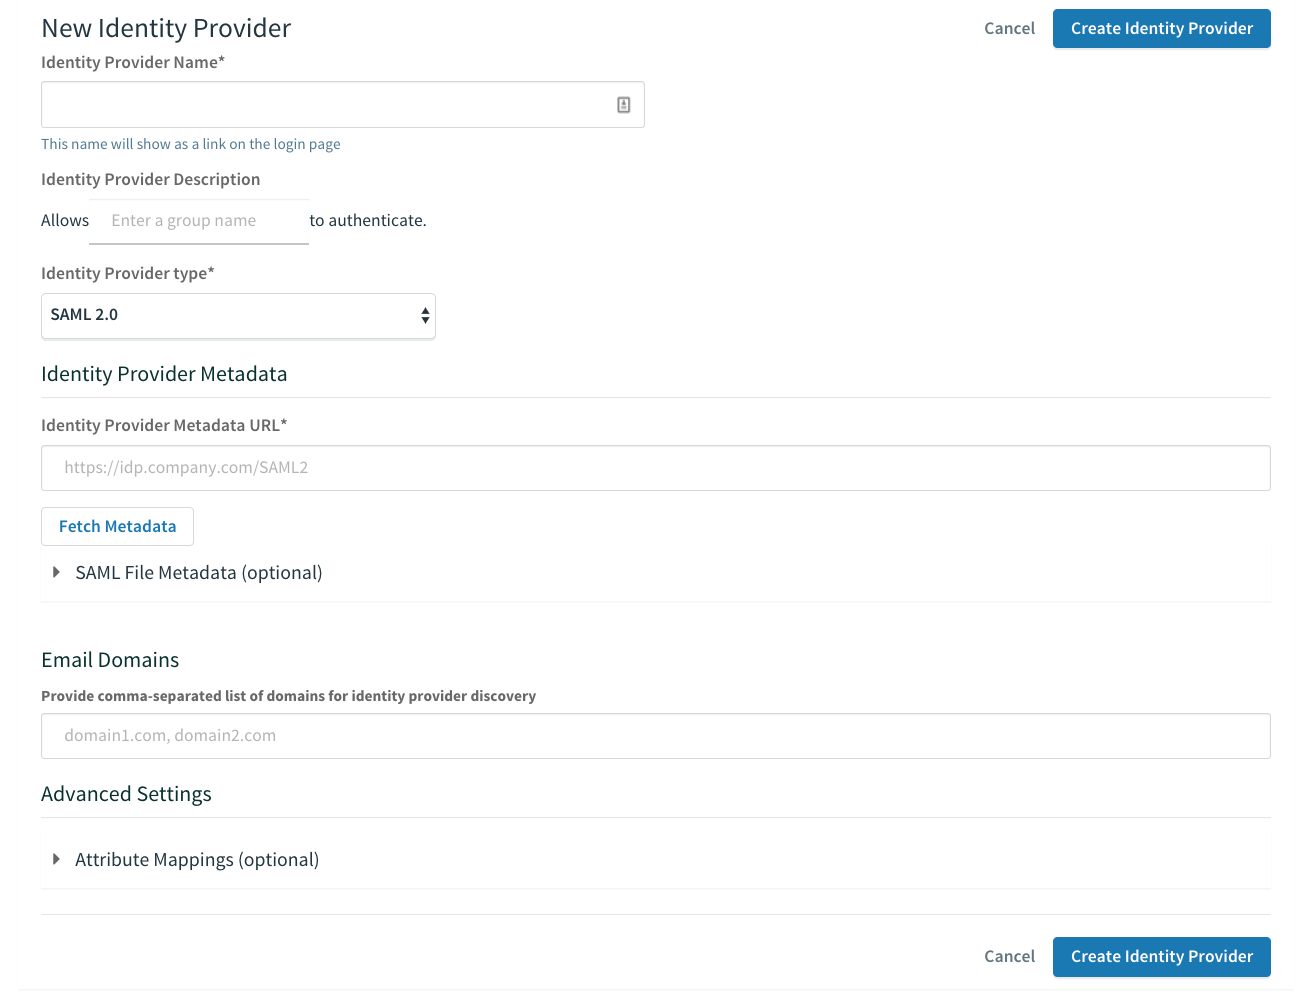 New Identity Provider
Cancel
Create Identity Provider
Identity Provider Name*
This name will show as a link on the login page
Identity Provider Description
Allows Enter a group name to authenticate.
Identity Provider type*
SAML 2.0
Identity Provider Metadata
Identity Provider Metadata URL*
https://idp.company.com/SAML2
Fetch Metadata
SAML File Metadata (optional)
Email Domains
Provide comma-separated list of domains for identity provider discovery
domain1.com, domain2.com
Advanced Settings
Attribute Mappings (optional)
Cancel
Create Identity Provider